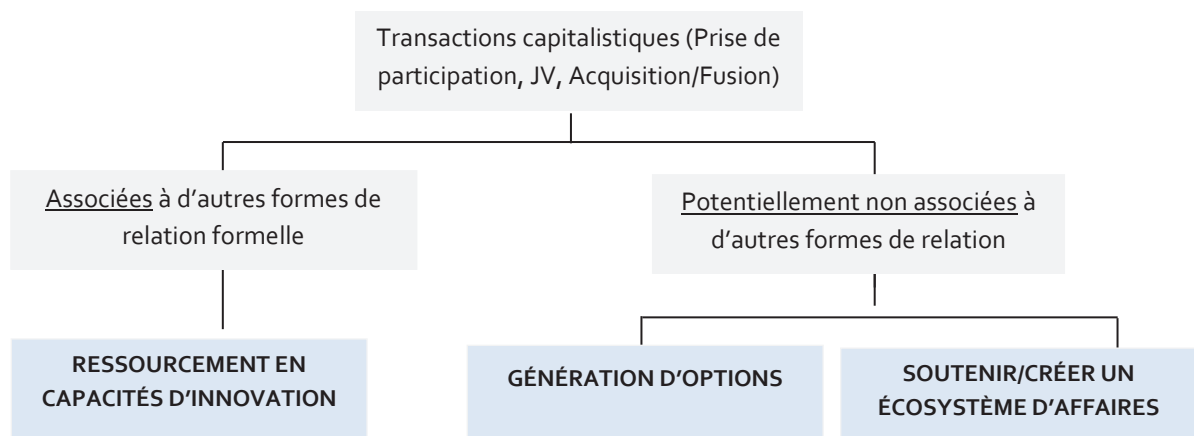 Transactions capitalistiques (Prise de
participation, JV, Acquisition/Fusion)
Associées à d'autres formes de
relation formelle
Potentiellement non associées à
d'autres formes de relation
RESSOURCEMENT EN
CAPACITÉS D'INNOVATION
GÉNÉRATION D'OPTIONS
SOUTENIR/CRÉER UN
ÉCOSYSTÈME D'AFFAIRES